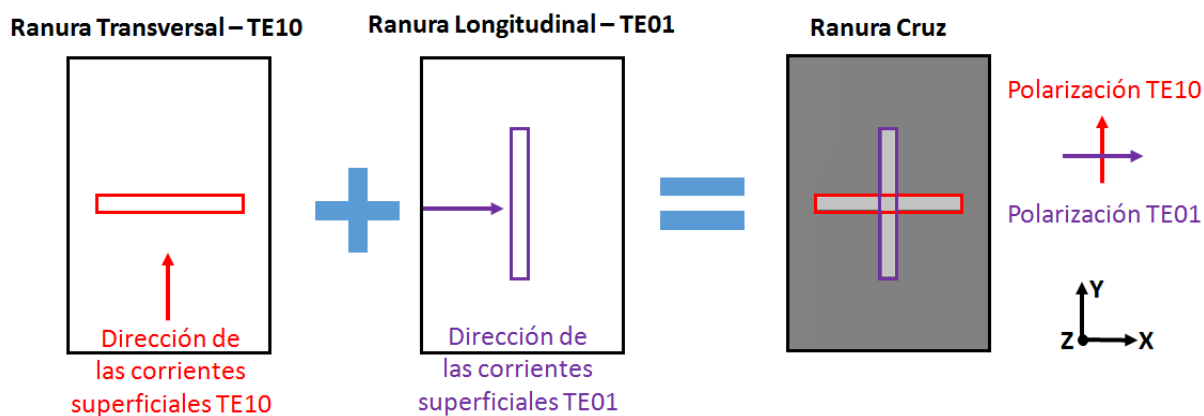 Ranura Transversal – TE10
Ranura Longitudinal – TE01
Ranura Cruz
Dirección de
las corrientes
superficiales TE10
Dirección de
las corrientes
superficiales TE01
Polarización TE10
Polarización TE01
Y
Z
X